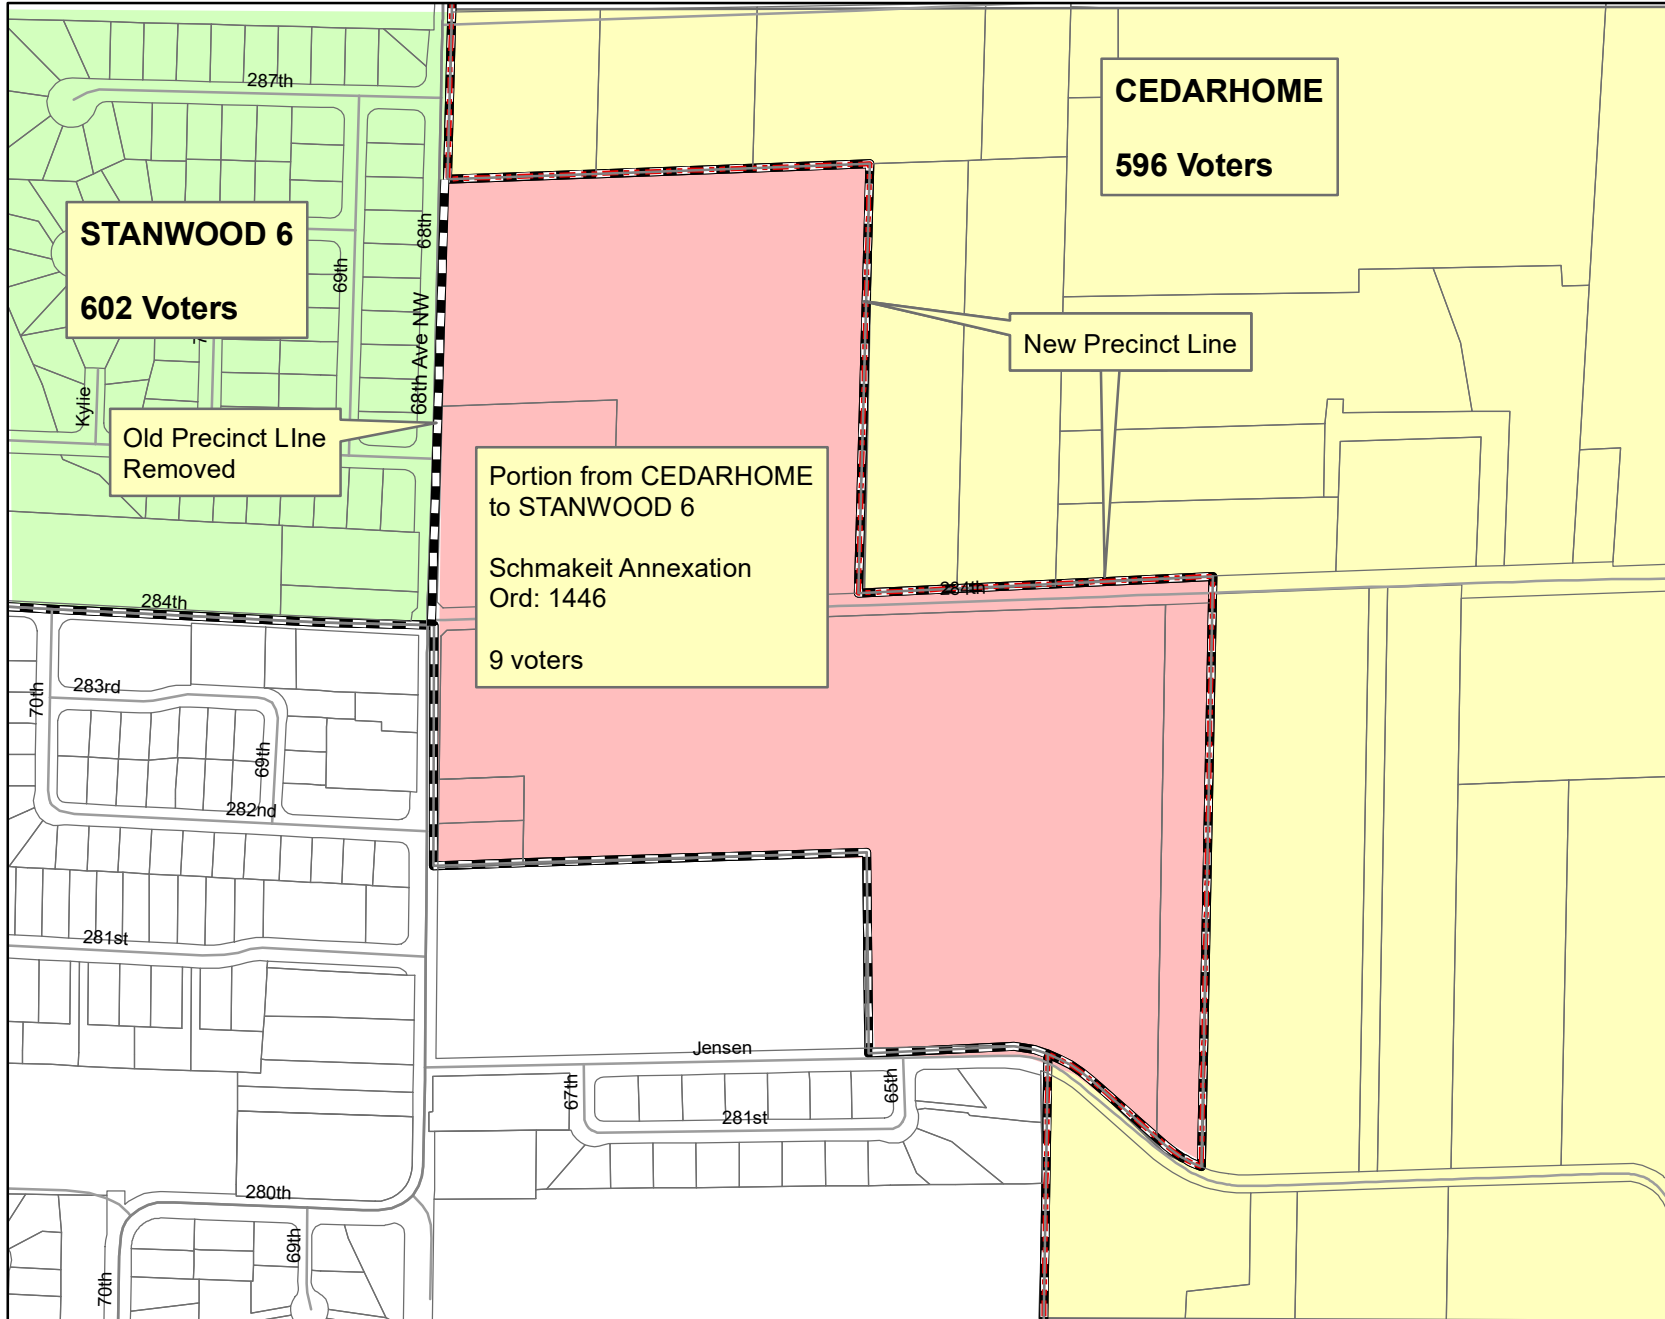 287th
CEDARHOME
596 Voters
STANWOOD 6
602 Voters
68th
69th
68th Ave NW
New Precinct Line
Kylie
Old Precinct LIne
Removed
Portion from CEDARHOME
to STANWOOD 6
Schmakeit Annexation
Ord: 1446
9 voters
284th
284th
283rd
70th
69th
282nd
281st
Jensen
67th
65th
281st
280th
69th
70th